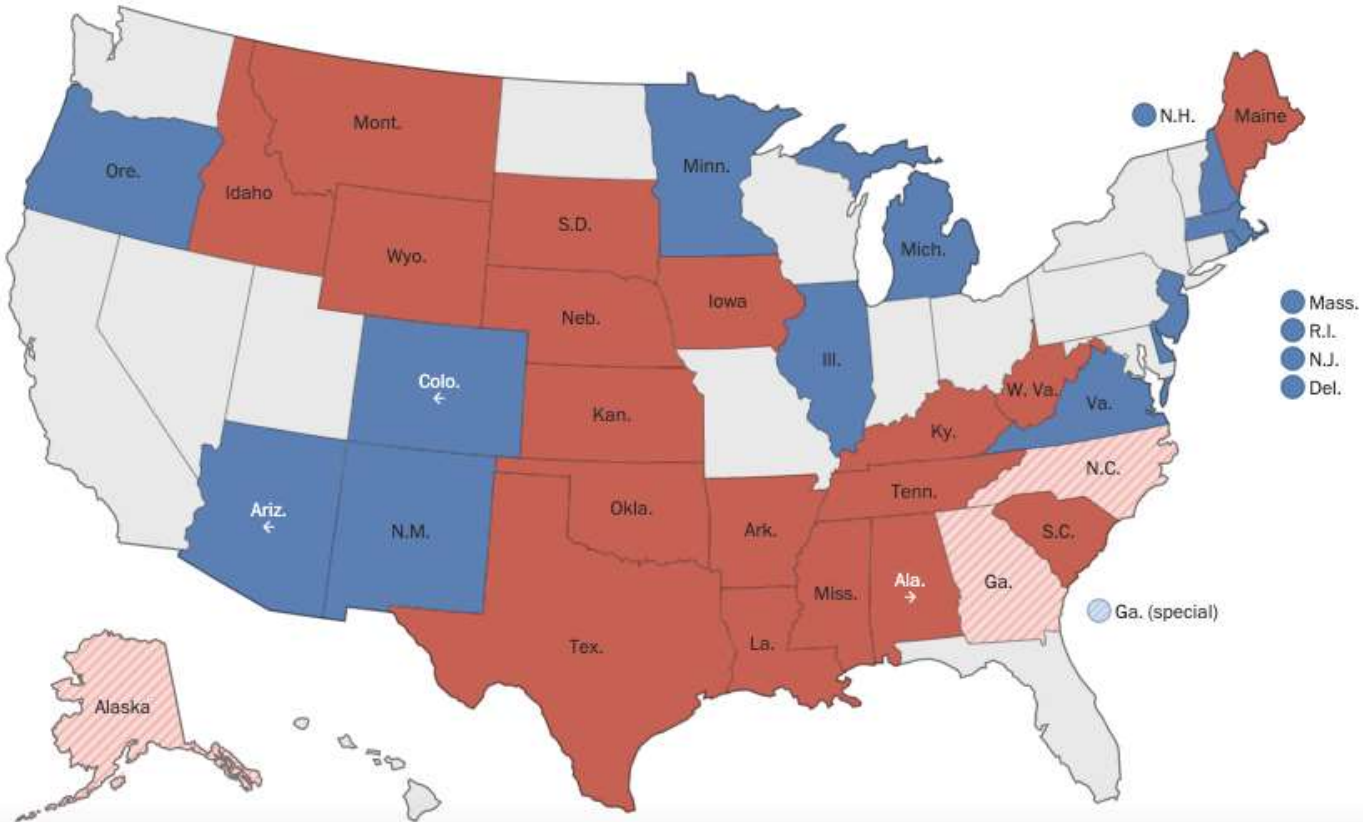 N.H.
Maine
Mont.
Minn.
Ore.
Idaho
S.D.
Mich.
Wyo.
Iowa
Mass.
Neb.
R.I.
Ill.
N.J.
Colo.
←
Del.
W. Va.
Va.
Kan.
Ky.
N.C.
Tenn.
Ariz.
←
Okla.
N.M.
Ark.
S.C.
Ala.
→
Ga.
Miss.
Ga. (special)
La.
Tex.
Alaska